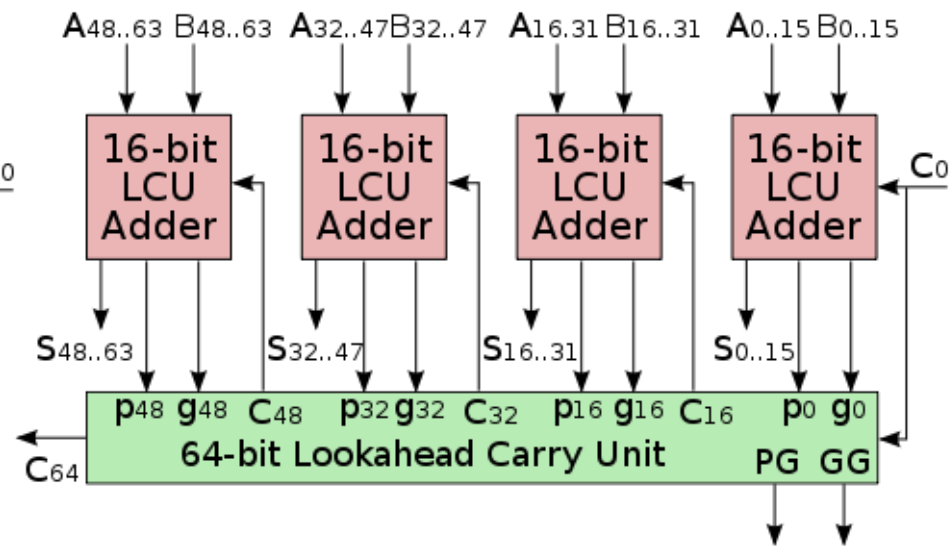 A48..63 B48..63 A32..47 B32..47 A16.31 B16..31 A0..15 B0..15
0
16-bit LCU Adder
16-bit LCU Adder
16-bit LCU Adder
16-bit LCU Adder
C0
S48..63 S32..47 S16..31 S0..15
p48 g48 C48 p32 g32 C32 p16 g16 C16 p0 g0
64-bit Lookahead Carry Unit
PG GG
C64